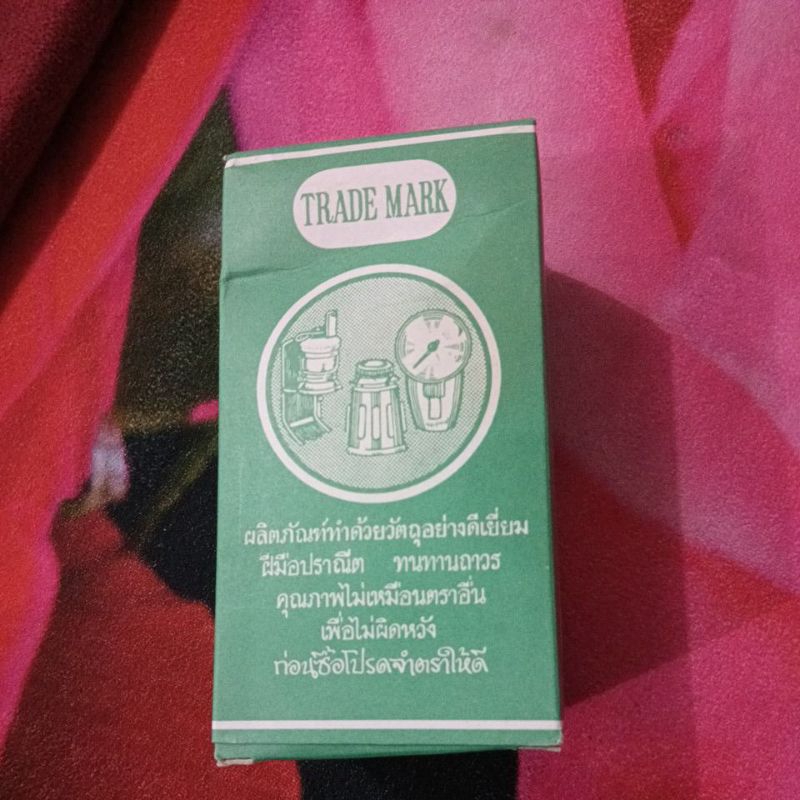 TRADE MARK
ผลิตภัณฑ์ทำด้วยวัตถุอย่างดีเยี่ยม
ฝีมือปราณีต ทนทานถาวร
คุณภาพไม่เหมือนตราอื่น
เพื่อไม่ผิดหวัง
ก่อนซื้อโปรดจำตราให้ดี